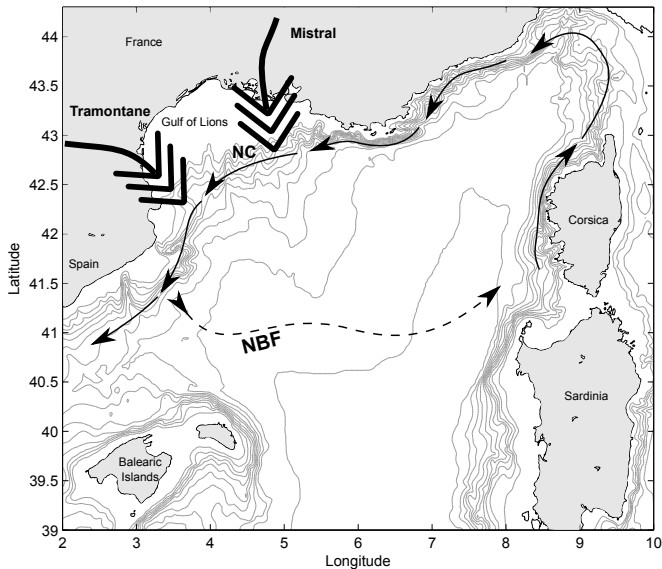 44
43.5
43
42.5
42
41.5
41
40.5
40
39.5
39
Latitude
France
Mistral
Tramontane
Gulf of Lions
NC
Corsica
Spain
NBF
Sardinia
Balearic
Islands
2 3 4 5 6 7 8 9 10
Longitude